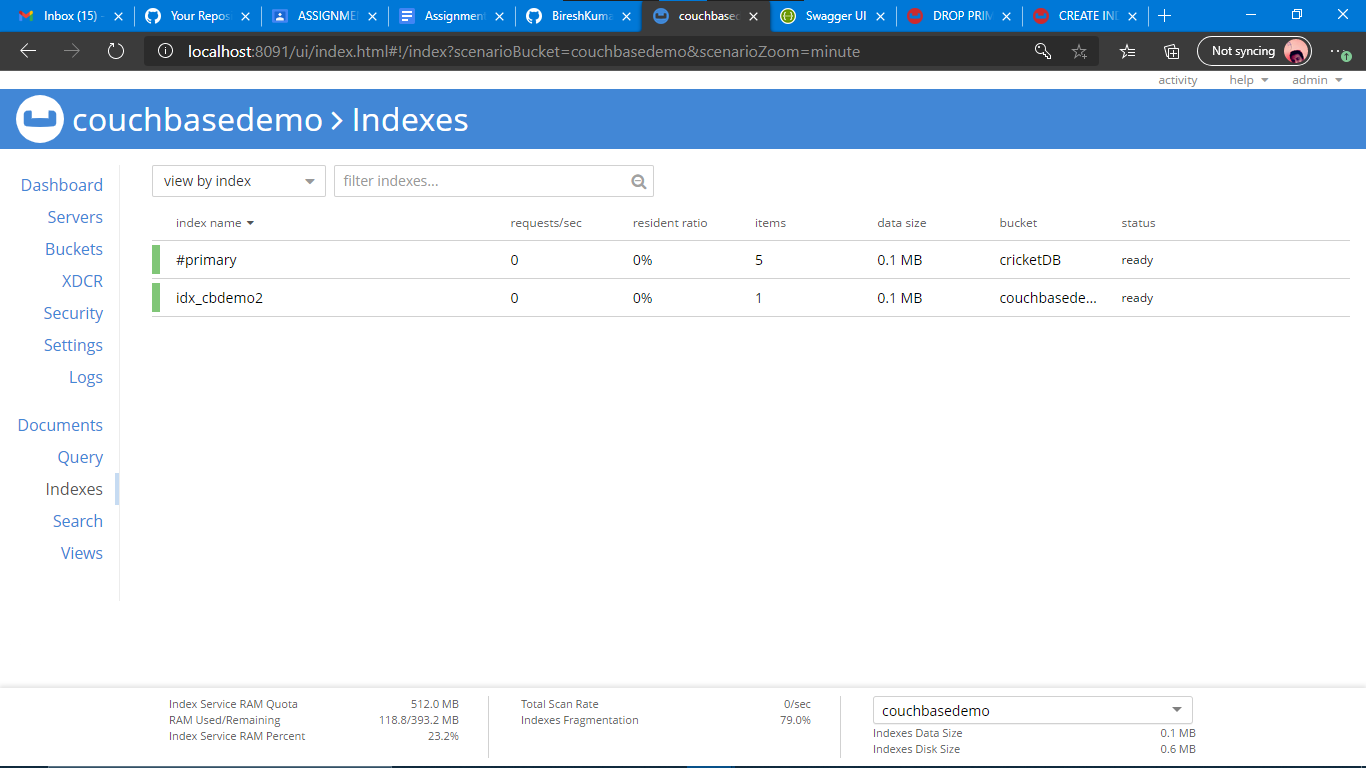 Inbox (15) -
Your Repos
ASSIGNME
Assignment
BireshKuma
couchbased
Swagger UI
DROP PRIM
CREATE IND
localhost:8091/ui/index.html#!/index?scenarioBucket=couchbasedemo&scenarioZoom=minute
Not syncing
activity help admin
couchbasedemo > Indexes
Dashboard
Servers
Buckets
XDCR
Security
Settings
Logs
Documents
Query
Indexes
Search
Views
view by index
filter indexes...
index name requests/sec resident ratio items data size bucket status
#primary 0 0% 5 0.1 MB cricketDB ready
idx_cbdemo2 0 0% 1 0.1 MB couchbasede... ready
Index Service RAM Quota 512.0 MB
RAM Used/Remaining 118.8/393.2 MB
Index Service RAM Percent 23.2%
Total Scan Rate 0/sec
Indexes Fragmentation 79.0%
couchbasedemo
Indexes Data Size 0.1 MB
Indexes Disk Size 0.6 MB